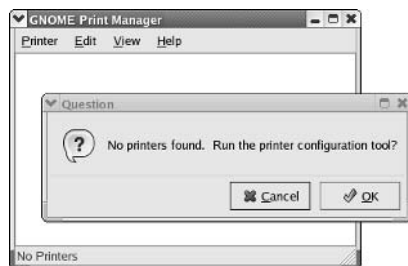 GNOME Print Manager
Printer Edit View Help
Question
No printers found. Run the printer configuration tool?
Cancel OK
No Printers